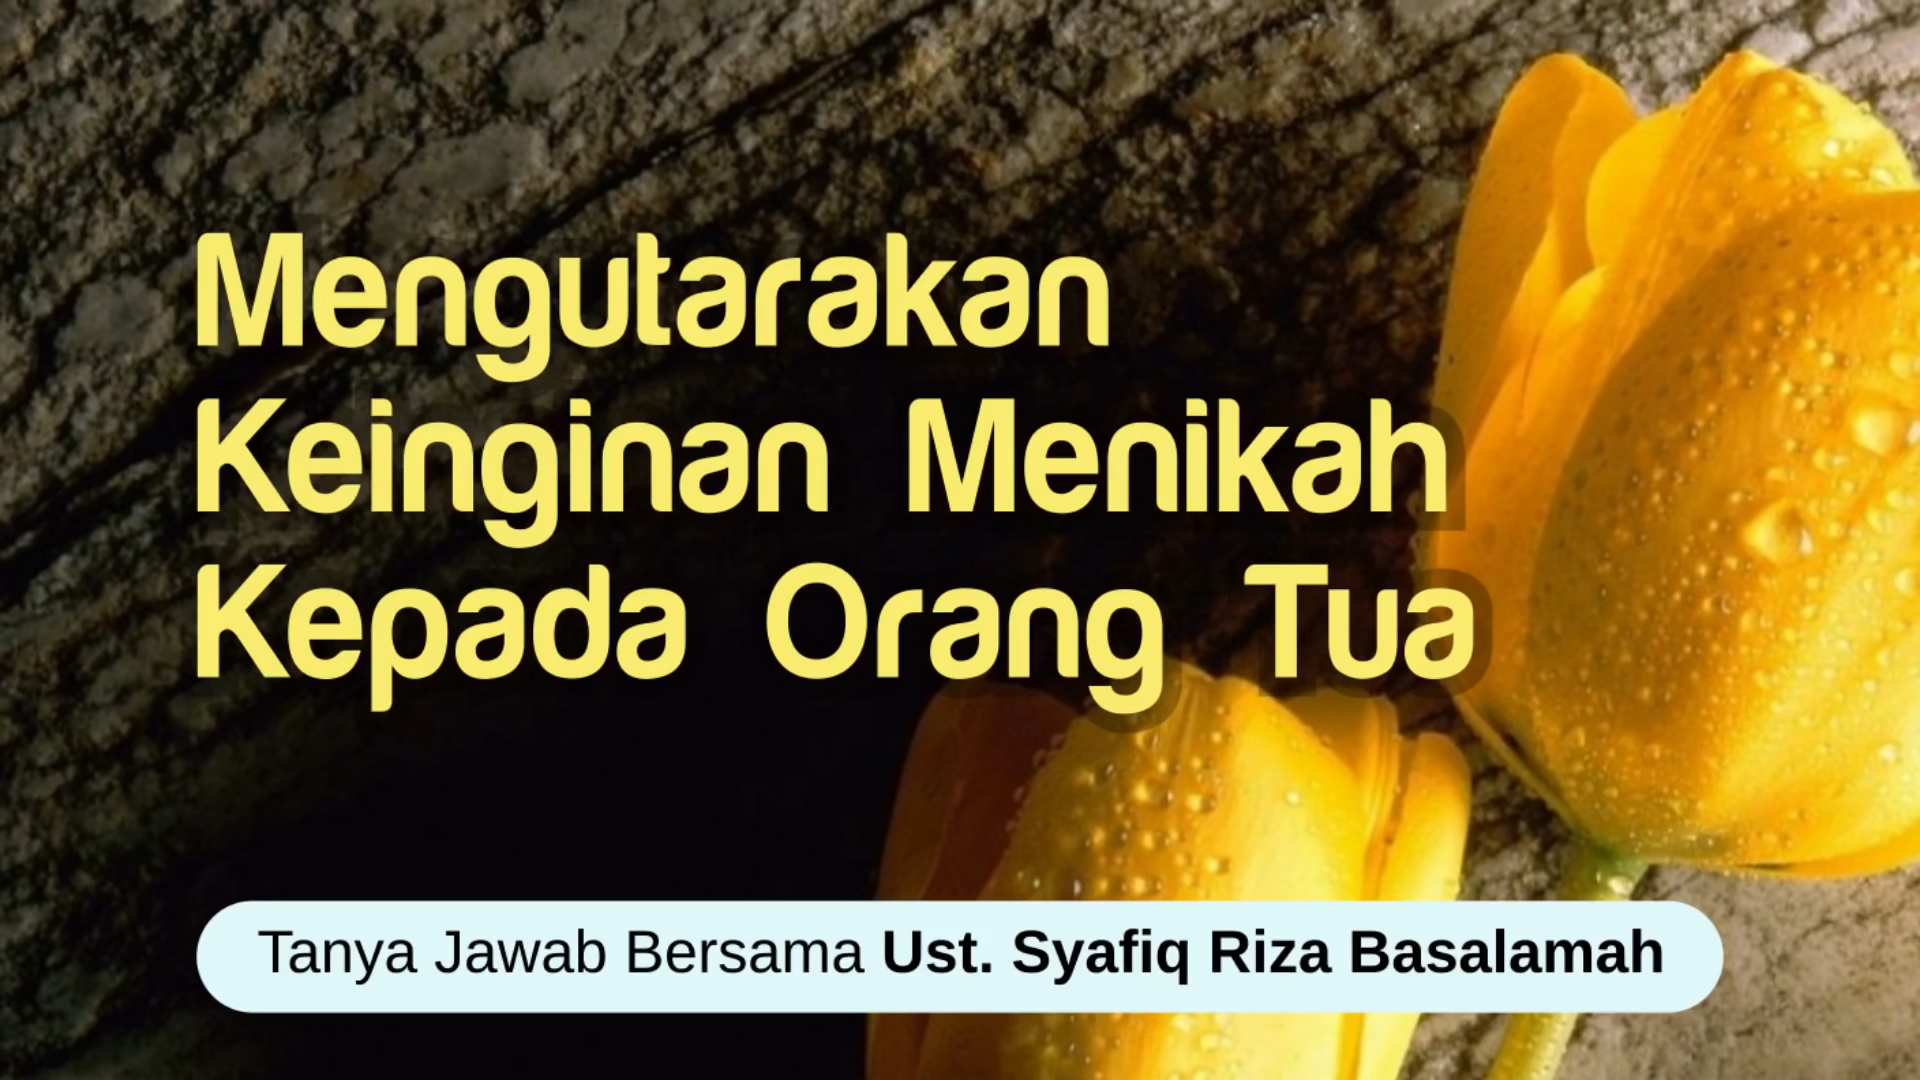 Mengutarakan
Keinginan Menikah
Kepada Orang Tua
Tanya Jawab Bersama Ust. Syafiq Riza Basalamah